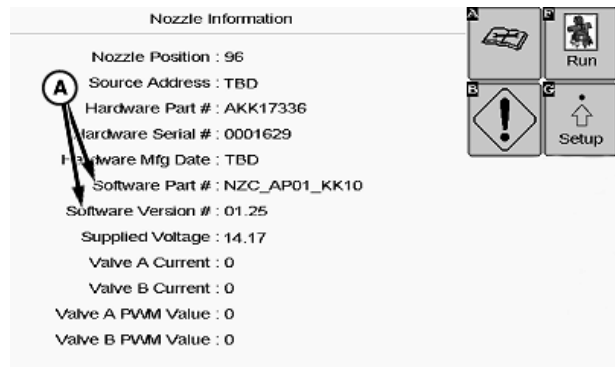 Nozzle Information
Nozzle Position : 96
Source Address : TBD
Hardware Part # : AKK17336
Hardware Serial # : 0001629
Hardware Mfg Date : TBD
Software Part # : NZC_AP01_KK10
Software Version # : 01.25
Supplied Voltage : 14.17
Valve A Current : 0
Valve B Current : 0
Valve A PWM Value : 0
Valve B PWM Value : 0
A
A
F
Run
B
G
Setup